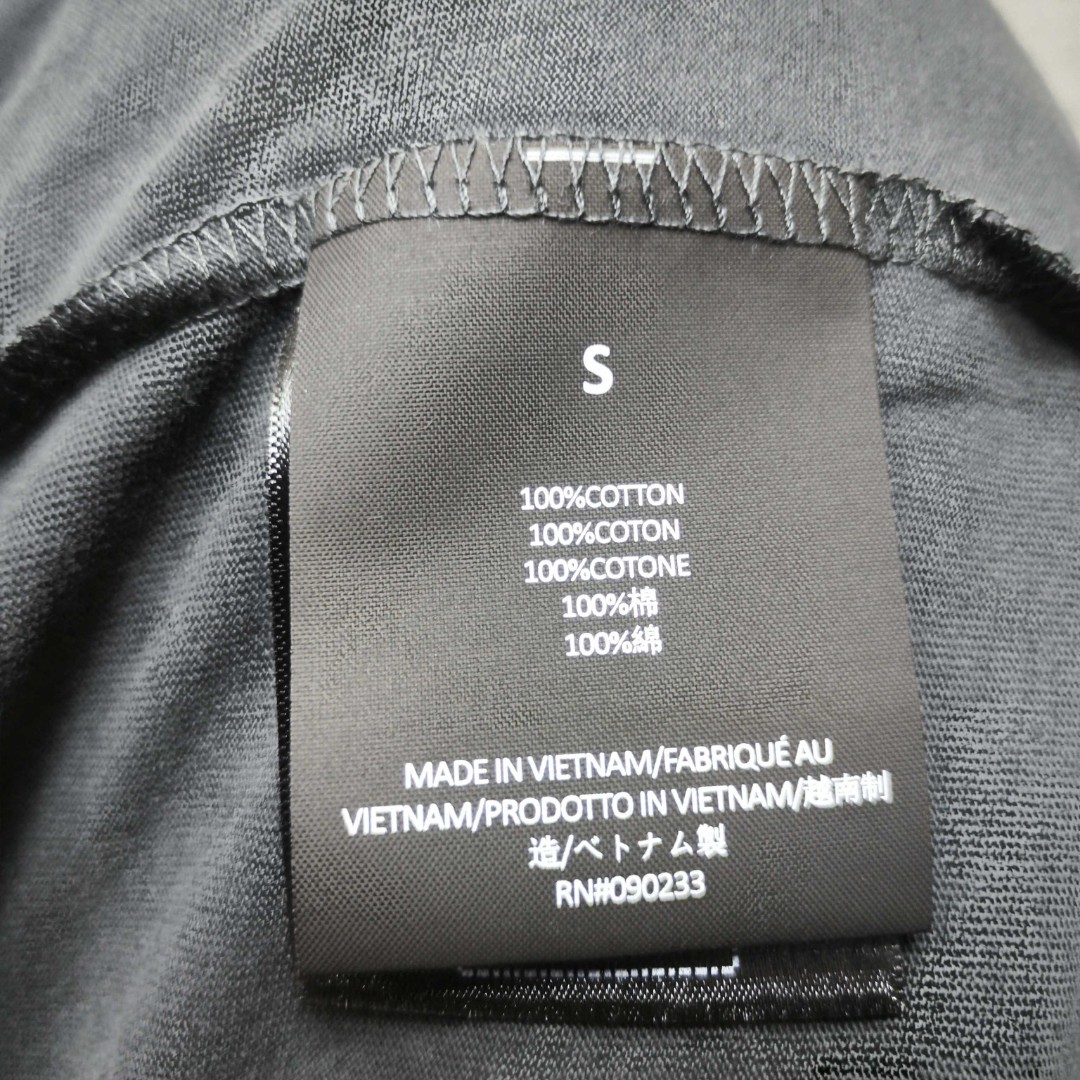 S
100%COTTON
100%COTON
100%COTONE
100%棉
100%綿
MADE IN VIETNAM/FABRIQUÉ AU
VIETNAM/PRODOTTO IN VIETNAM/越南制
造/ベトナム製
RN#090233